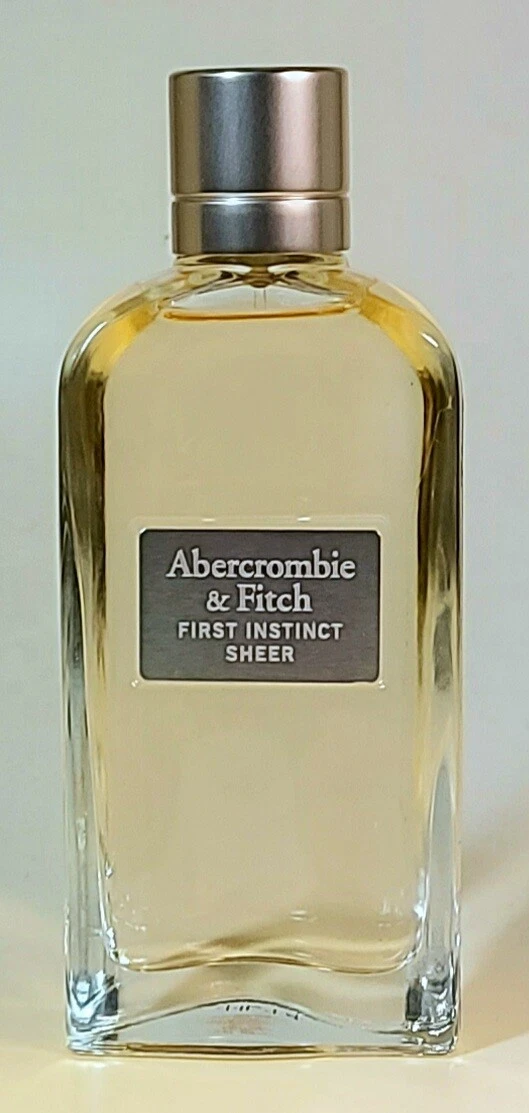 Abercrombie
& Fitch
FIRST INSTINCT
SHEER